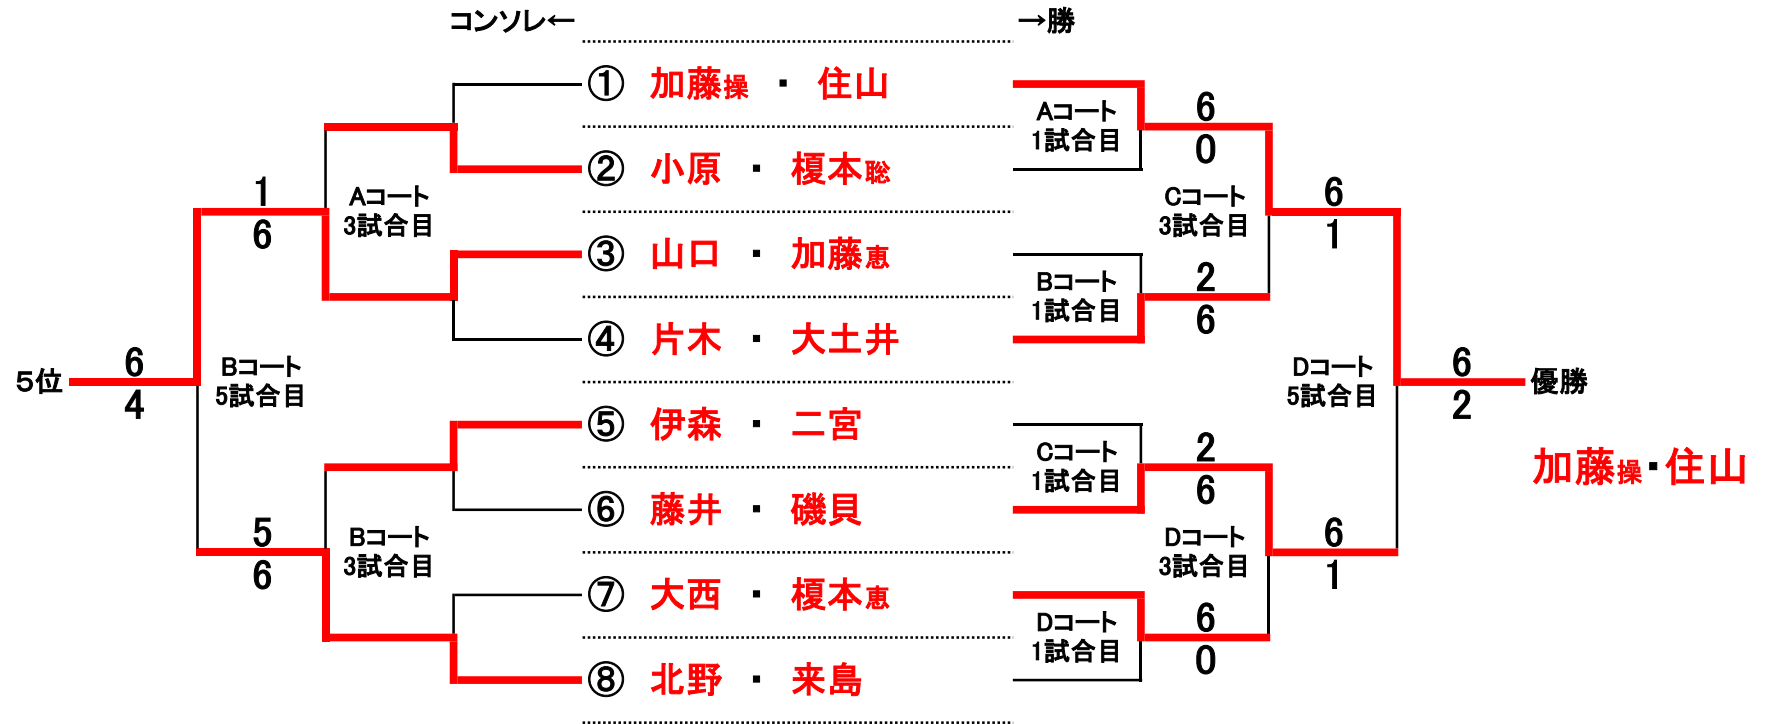 コンソレ← →勝
① 加藤操 ・ 住山
Aコート
1試合目
6
0
② 小原 ・ 榎本聡
1
6
Aコート
3試合目
Cコート
3試合目
6
1
③ 山口 ・ 加藤恵
Bコート
1試合目
2
6
④ 片木 ・ 大土井
5位
6
4
Bコート
5試合目
Dコート
5試合目
6
2
優勝
加藤操・住山
⑤ 伊森 ・ 二宮
Cコート
1試合目
2
6
⑥ 藤井 ・ 磯貝
5
6
Bコート
3試合目
Dコート
3試合目
6
1
⑦ 大西 ・ 榎本恵
Dコート
1試合目
6
0
⑧ 北野 ・ 来島